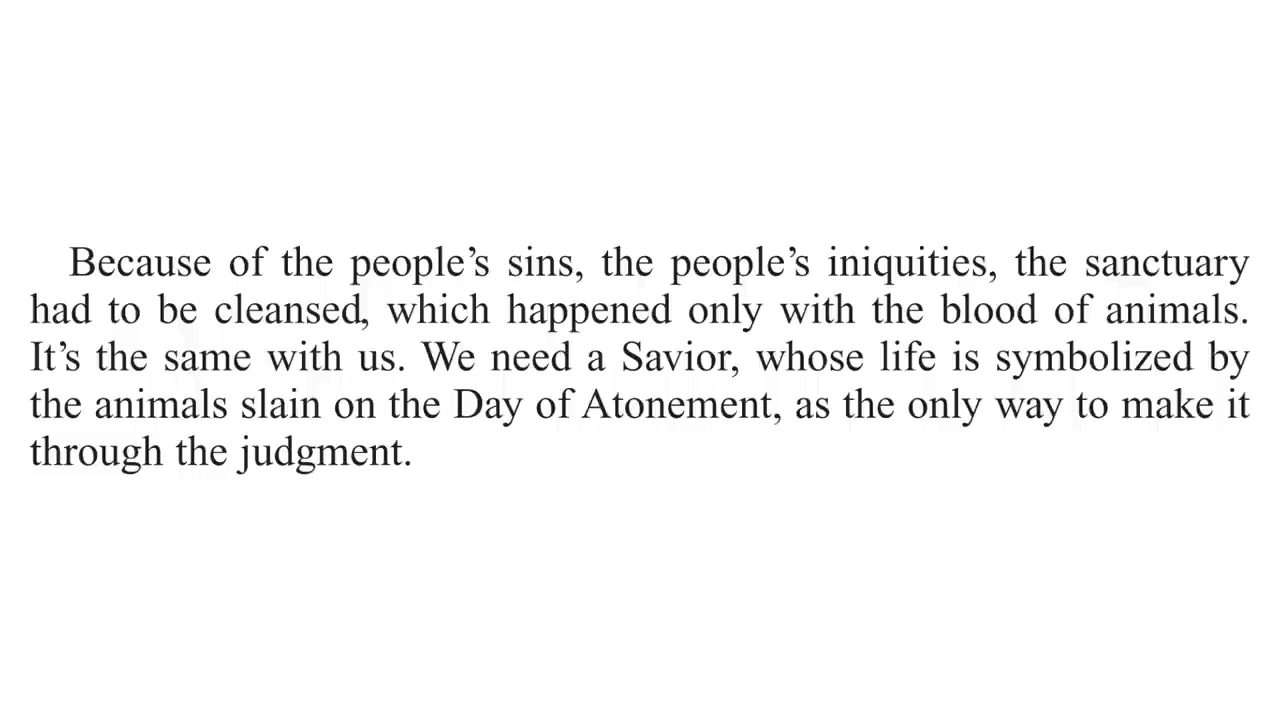 Because of the people’s sins, the people’s iniquities, the sanctuary
had to be cleansed, which happened only with the blood of animals.
It’s the same with us. We need a Savior, whose life is symbolized by
the animals slain on the Day of Atonement, as the only way to make it
through the judgment.